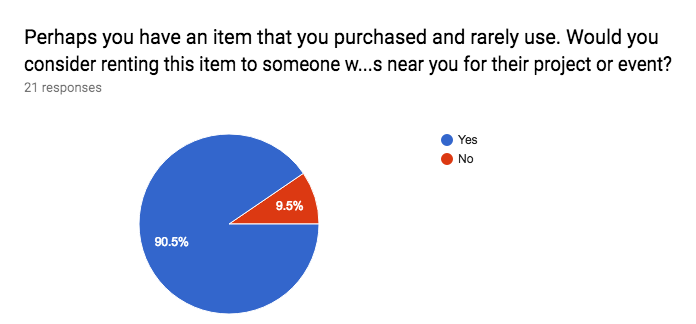 Perhaps you have an item that you purchased and rarely use. Would you
consider renting this item to someone w...s near you for their project or event?
21 responses
Yes
No
9.5%
90.5%